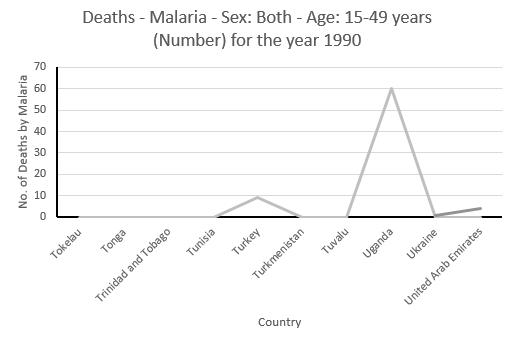 Deaths - Malaria - Sex: Both - Age: 15-49 years
(Number) for the year 1990
No. of Deaths by Malaria
70
60
50
40
30
20
10
0
Tokelau
Tonga
Trinidad and Tobago
Tunisia
Turkey
Turkmenistan
Tuvalu
Uganda
Ukraine
United Arab Emirates
Country